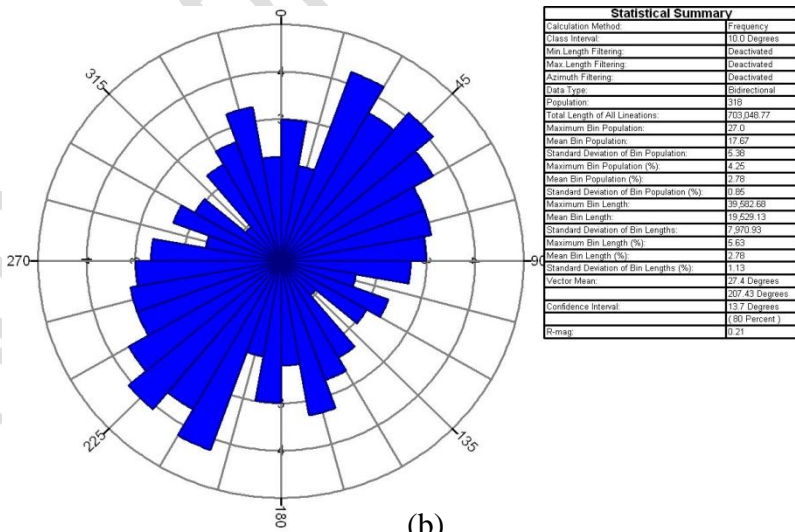 0
45
90
135
180
225
270
315
4
3
3
4
Statistical Summary
Calculation Method: Frequency
Class Interval: 10.0 Degrees
Min.Length Filtering: Deactivated
Max.Length Filtering: Deactivated
Azimuth Filtering: Deactivated
Data Type: Bidirectional
Population: 318
Total Length of All Lineations: 703,048.77
Maximum Bin Population: 27.0
Mean Bin Population: 17.67
Standard Deviation of Bin Population: 5.38
Maximum Bin Population (%): 4.25
Mean Bin Population (%): 2.78
Standard Deviation of Bin Population (%): 0.85
Maximum Bin Length: 39,582.68
Mean Bin Length: 19,529.13
Standard Deviation of Bin Lengths: 7,970.93
Maximum Bin Length (%): 5.63
Mean Bin Length (%): 2.78
Standard Deviation of Bin Lengths (%): 1.13
Vector Mean: 27.4 Degrees
207.43 Degrees
Confidence Interval: 13.7 Degrees
( 80 Percent )
R-mag: 0.21
(b)